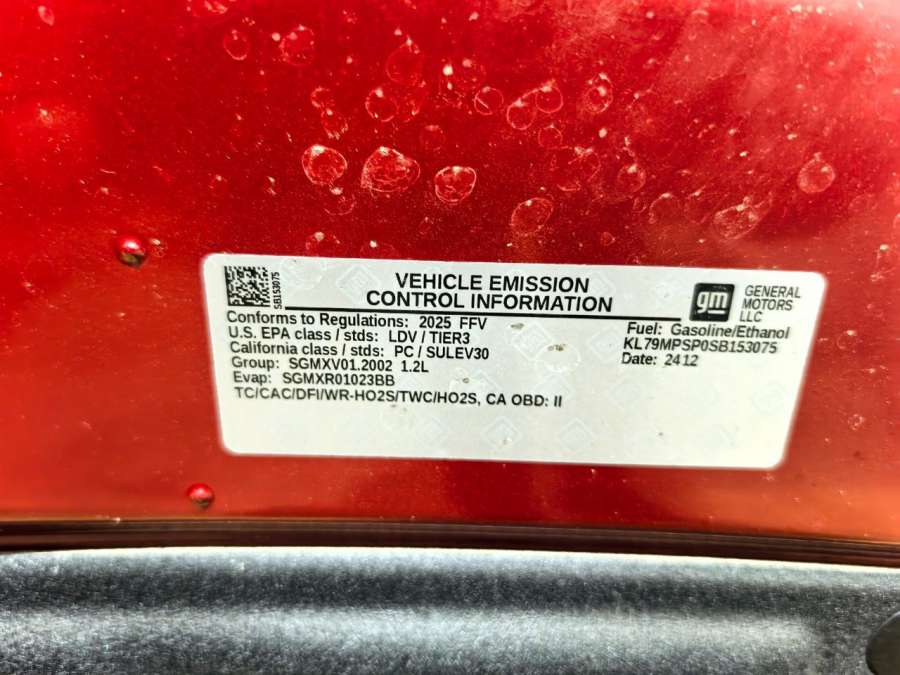 SB153075
VEHICLE EMISSION
CONTROL INFORMATION
gm
GENERAL
MOTORS
LLC
Conforms to Regulations: 2025 FFV
U.S. EPA class / stds: LDV / TIER3
California class / stds: PC / SULEV30
Group: SGMXV01.2002 1.2L
Evap: SGMXR01023BB
TC/CAC/DFI/WR-HO2S/TWC/HO2S, CA OBD: II
Fuel: Gasoline/Ethanol
KL79MPSP0SB153075
Date: 2412